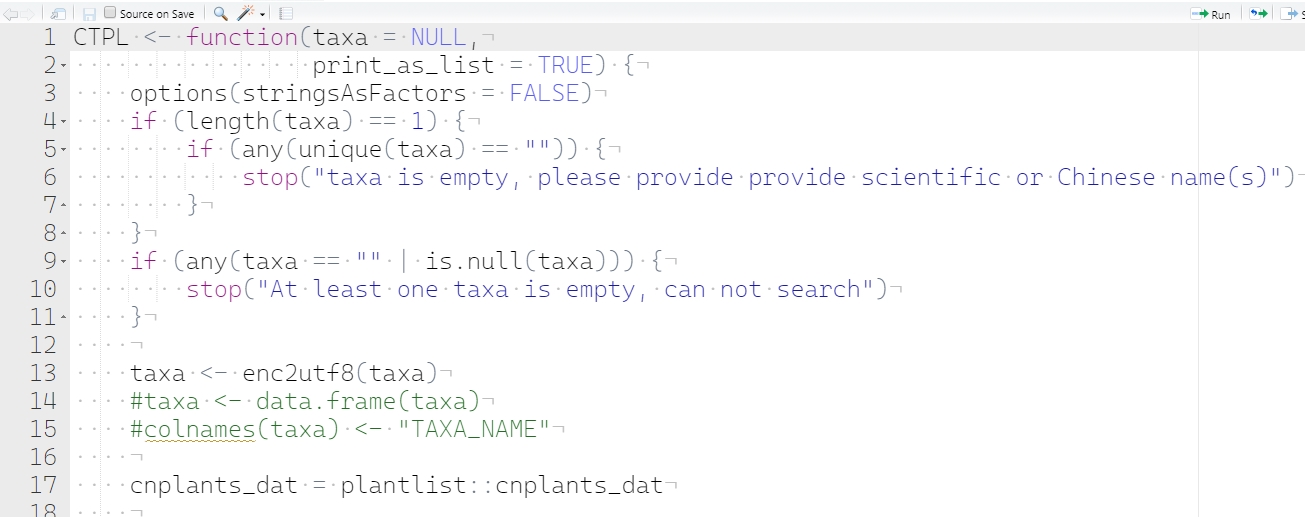 Source on Save Run
1 CTPL <- function(taxa = NULL,
2 print_as_list = TRUE) {
3 options(stringsAsFactors = FALSE)
4 if (length(taxa) == 1) {
5 if (any(unique(taxa) == "")) {
6 stop("taxa is empty, please provide provide scientific or Chinese name(s)")
7 }
8 }
9 if (any(taxa == "" | is.null(taxa))) {
10 stop("At least one taxa is empty, can not search")
11 }
12
13 taxa <- enc2utf8(taxa)
14 #taxa <- data.frame(taxa)
15 #colnames(taxa) <- "TAXA_NAME"
16
17 cnplants_dat = plantlist::cnplants_dat
18